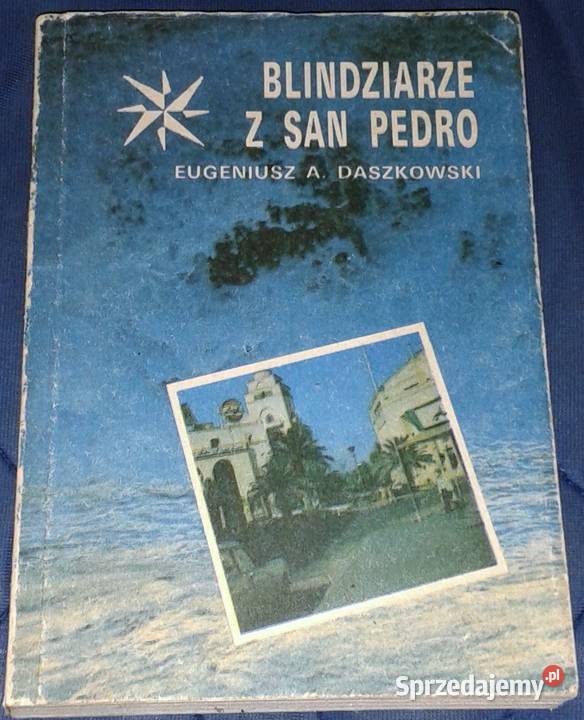 BLINDZIARZE
Z SAN PEDRO
EUGENIUSZ A. DASZKOWSKI
Sprzedajemy.pl